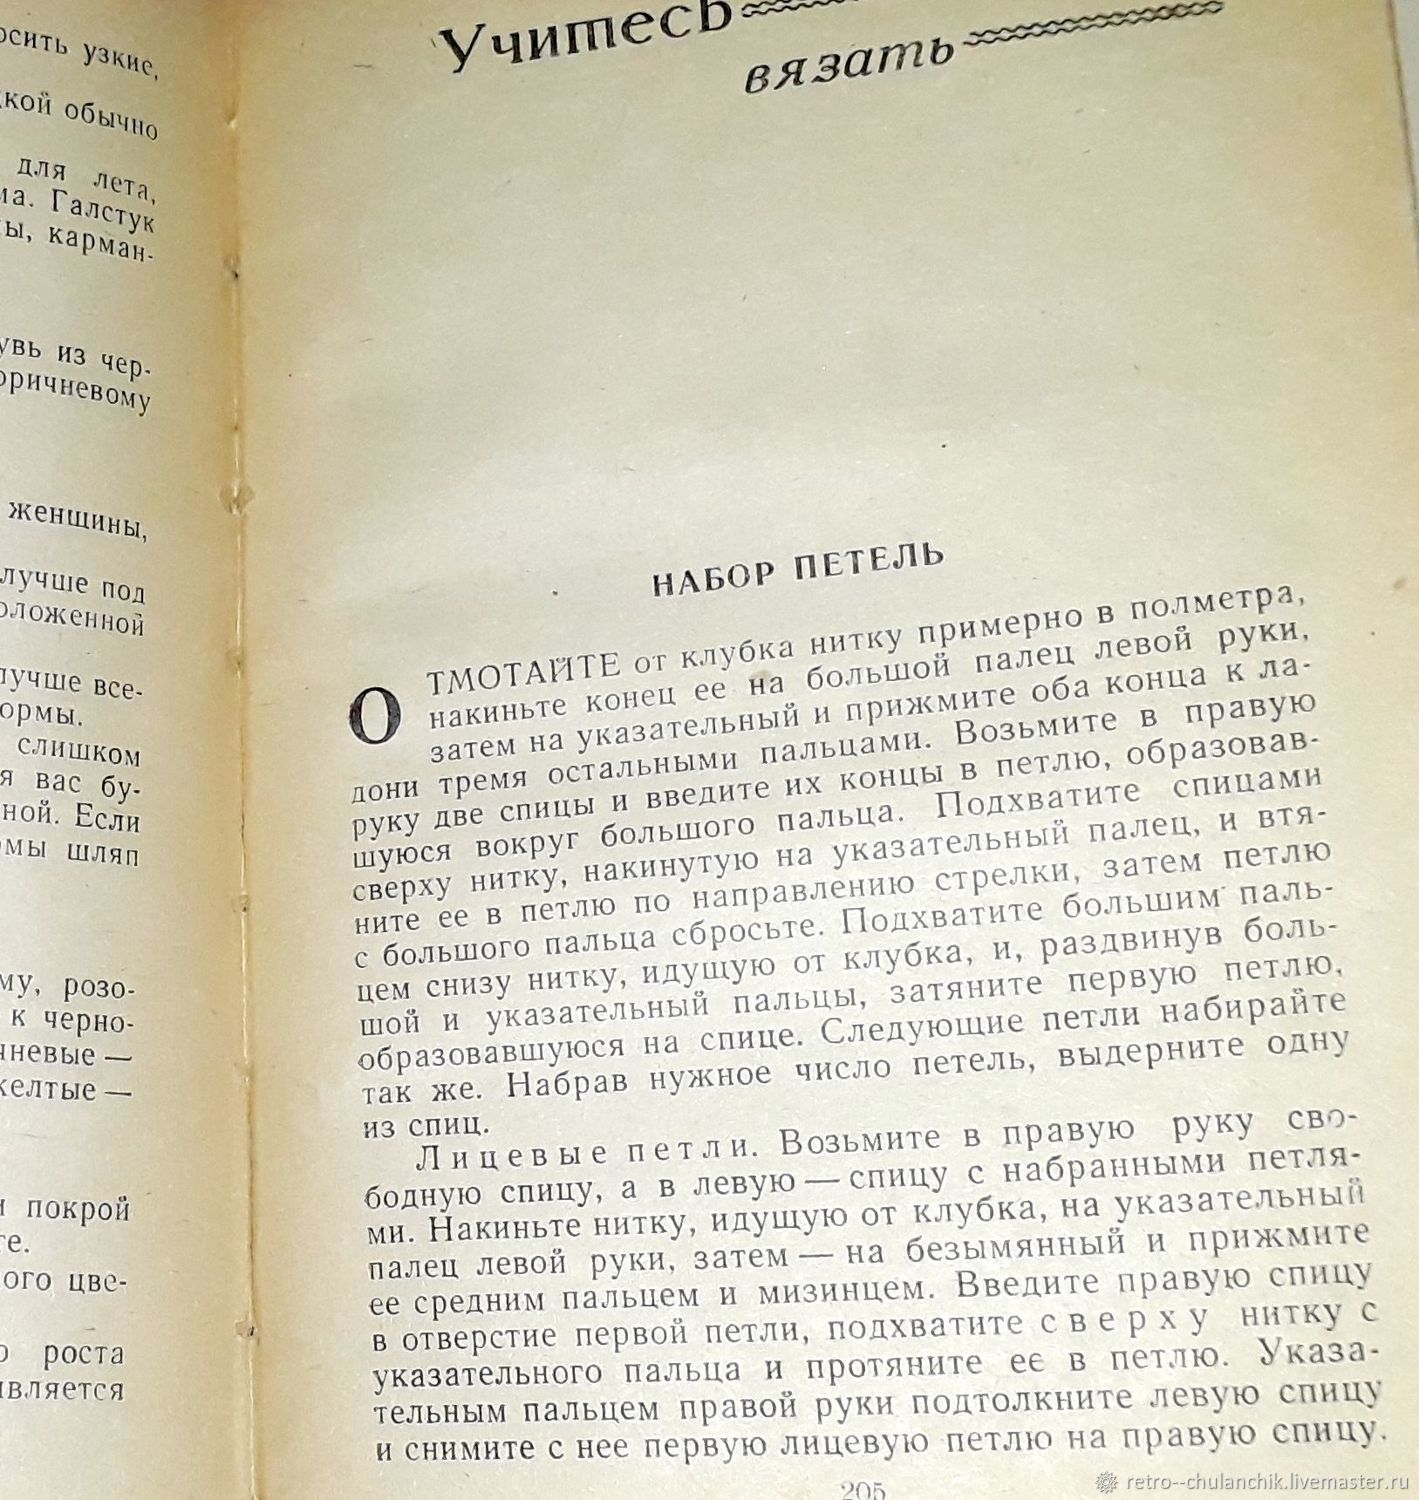 осить узкие,
кой обычно
для лета,
ма. Галстук
ы, карман-
увь из чер-
оричневому
женщины,
лучше под
оложенной
лучше все-
ормы.
слишком
я вас бу-
ной. Если
рмы шляп
му, розо-
к черно-
чневые —
желтые —
и покрой
те.
ого цве-
о роста
является
Учитесь
вязать
НАБОР ПЕТЕЛЬ
ОТМОТАЙТЕ от клубка нитку примерно в полметра,
накиньте конец ее на большой палец левой руки,
затем на указательный и прижмите оба конца к ла-
дони тремя остальными пальцами. Возьмите в правую
руку две спицы и введите их концы в петлю, образовав-
шуюся вокруг большого пальца. Подхватите спицами
сверху нитку, накинутую на указательный палец, и втя-
ните ее в петлю по направлению стрелки, затем петлю
с большого пальца сбросьте. Подхватите большим паль-
цем снизу нитку, идущую от клубка, и, раздвинув боль-
шой и указательный пальцы, затяните первую петлю,
образовавшуюся на спице. Следующие петли набирайте
так же. Набрав нужное число петель, выдерните одну
из спиц.
Лицевые петли. Возьмите в правую руку сво-
бодную спицу, а в левую — спицу с набранными петля-
ми. Накиньте нитку, идущую от клубка, на указательный
палец левой руки, затем — на безымянный и прижмите
ее средним пальцем и мизинцем. Введите правую спицу
в отверстие первой петли, подхватите сверху нитку с
указательного пальца и протяните ее в петлю. Указа-
тельным пальцем правой руки подтолкните левую спицу
и снимите с нее первую лицевую петлю на правую спицу.
205
retro--chulanchik.livemaster.ru